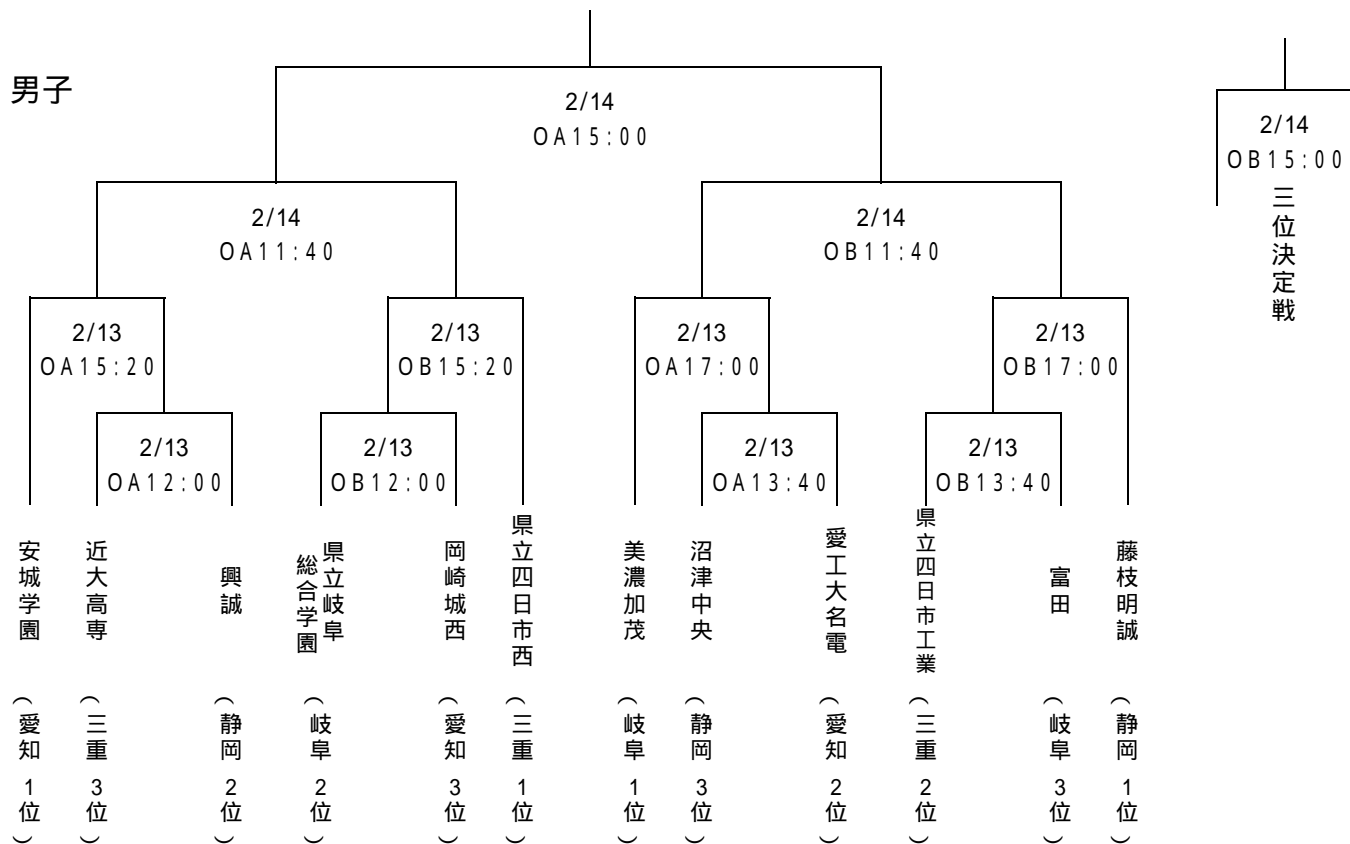 男子
2/14
OA15:00
2/14
OB15:00
三位決定戦
2/14
OA11:40
2/14
OB11:40
2/13
OA15:20
2/13
OB15:20
2/13
OA17:00
2/13
OB17:00
2/13
OA12:00
2/13
OB12:00
2/13
OA13:40
2/13
OB13:40
安城学園（愛知1位）
近大高専（三重3位）
興誠（静岡2位）
県立岐阜
総合学園（岐阜2位）
岡崎城西（愛知3位）
県立四日市西（三重1位）
美濃加茂（岐阜1位）
沼津中央（静岡3位）
愛工大名電（愛知2位）
県立四日市工業（三重2位）
富田（岐阜3位）
藤枝明誠（静岡1位）